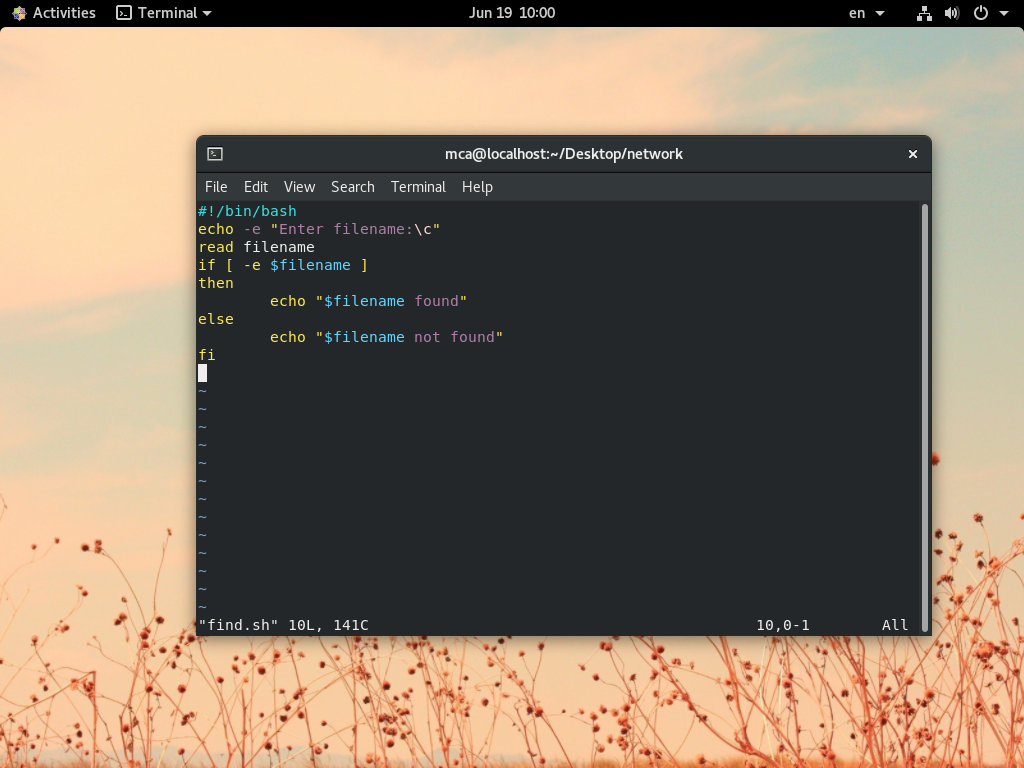 Activities Terminal Jun 19 10:00 en
mca@localhost:~/Desktop/network
File Edit View Search Terminal Help
#!/bin/bash
echo -e "Enter filename:\c"
read filename
if [ -e $filename ]
then
        echo "$filename found"
else
        echo "$filename not found"
fi
~
~
~
~
~
~
~
~
~
~
~
~
~
"find.sh" 10L, 141C 10,0-1 All